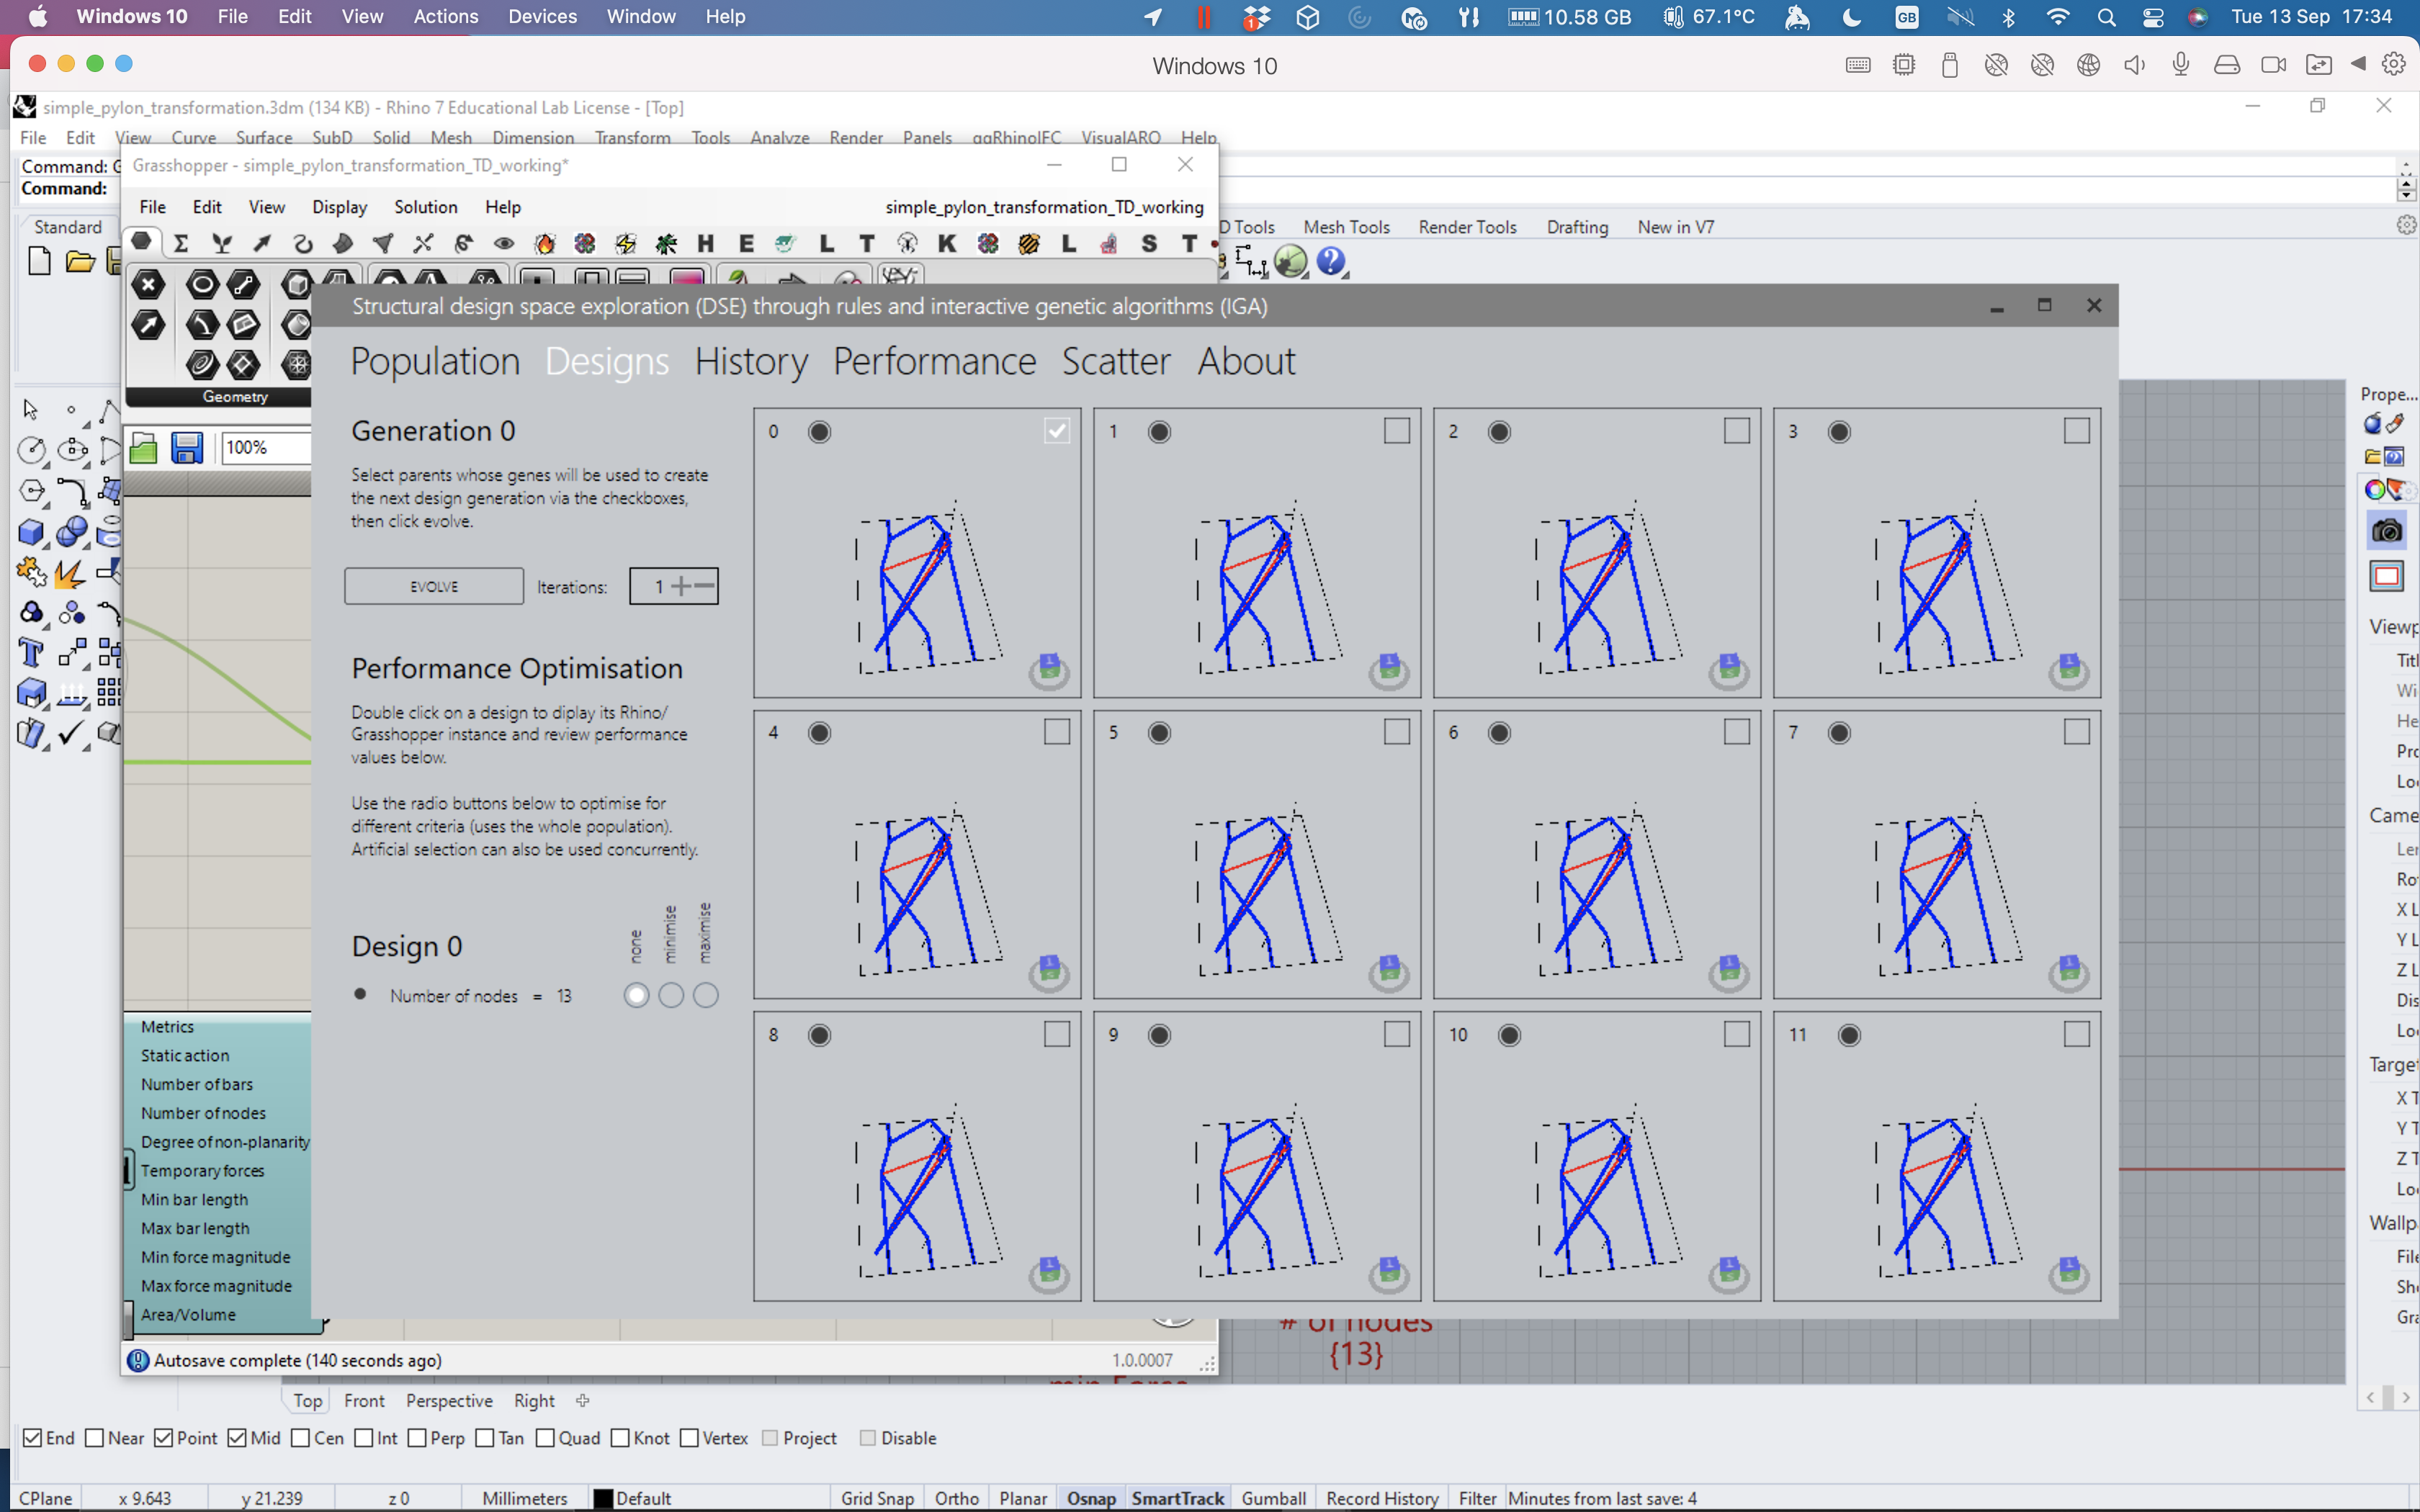 Windows 10 File Edit View Actions Devices Window Help 1 10.58 GB 67.1°C GB Tue 13 Sep 17:34
Windows 10
simple_pylon_transformation.3dm (134 KB) - Rhino 7 Educational Lab License - [Top]
File Edit View Curve Surface SubD Solid Mesh Dimension Transform Tools Analyze Render Panels ggRhinoIFC VisualARQ Help
Command:
Command:
Grasshopper - simple_pylon_transformation_TD_working*
File Edit View Display Solution Help simple_pylon_transformation_TD_working
Standard
D Tools Mesh Tools Render Tools Drafting New in V7
H E L T K L S T
Geometry
100%
Structural design space exploration (DSE) through rules and interactive genetic algorithms (IGA)
Population Designs History Performance Scatter About
Generation 0
Select parents whose genes will be used to create
the next design generation via the checkboxes,
then click evolve.
EVOLVE Iterations: 1
Performance Optimisation
Double click on a design to diplay its Rhino/
Grasshopper instance and review performance
values below.
Use the radio buttons below to optimise for
different criteria (uses the whole population).
Artificial selection can also be used concurrently.
none minimise maximise
Design 0
Number of nodes = 13
0 1 2 3
4 5 6 7
8 9 10 11
Metrics
Static action
Number of bars
Number of nodes
Degree of non-planarity
Temporary forces
Min bar length
Max bar length
Min force magnitude
Max force magnitude
Area/Volume
Autosave complete (140 seconds ago) 1.0.0007
# of nodes
{13}
min Force
Prope...
Viewp
Titl
Wi
He
Pro
Lo
Came
Ler
Ro
X L
Y L
Z L
Dis
Lo
Target
X T
Y T
Z T
Lo
Wallp
File
Sh
Gra
Top Front Perspective Right
End Near Point Mid Cen Int Perp Tan Quad Knot Vertex Project Disable
CPlane x 9.643 y 21.239 z 0 Millimeters Default Grid Snap Ortho Planar Osnap SmartTrack Gumball Record History Filter Minutes from last save: 4